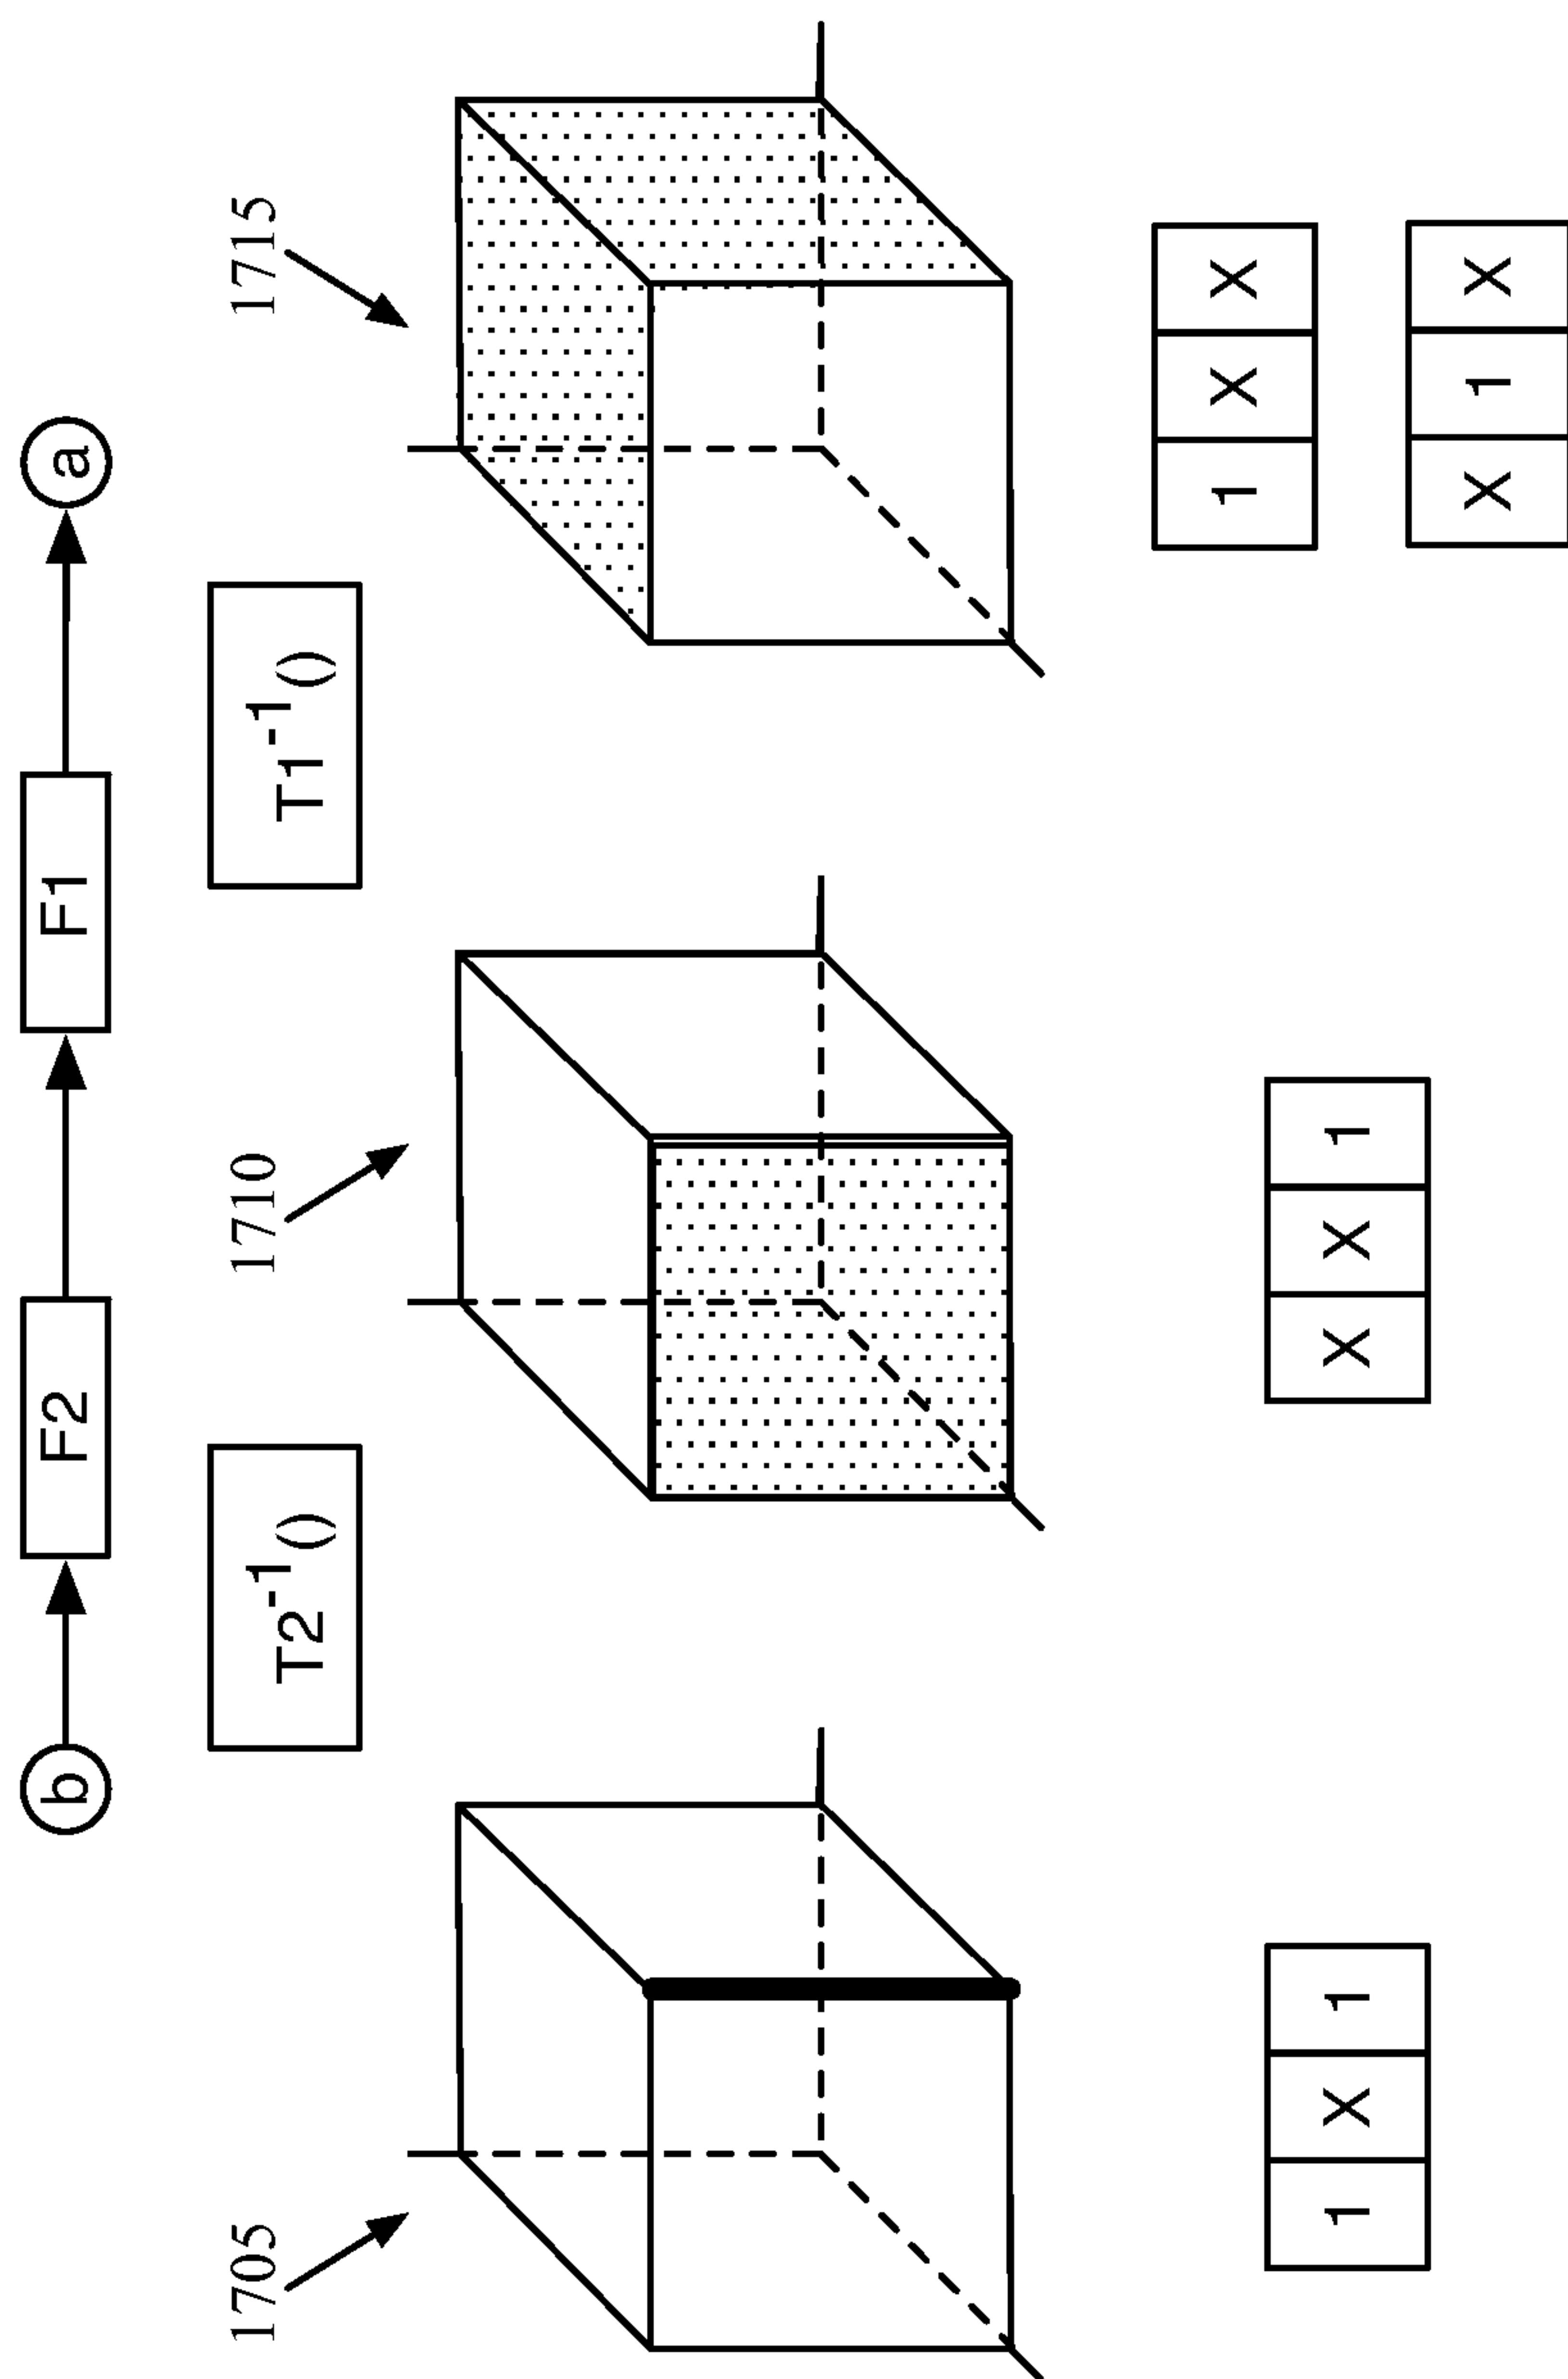 b F2 F1 a
1705 T2⁻¹() 1710 T1⁻¹() 1715
1 X 1
X X 1
1 X X
X 1 X